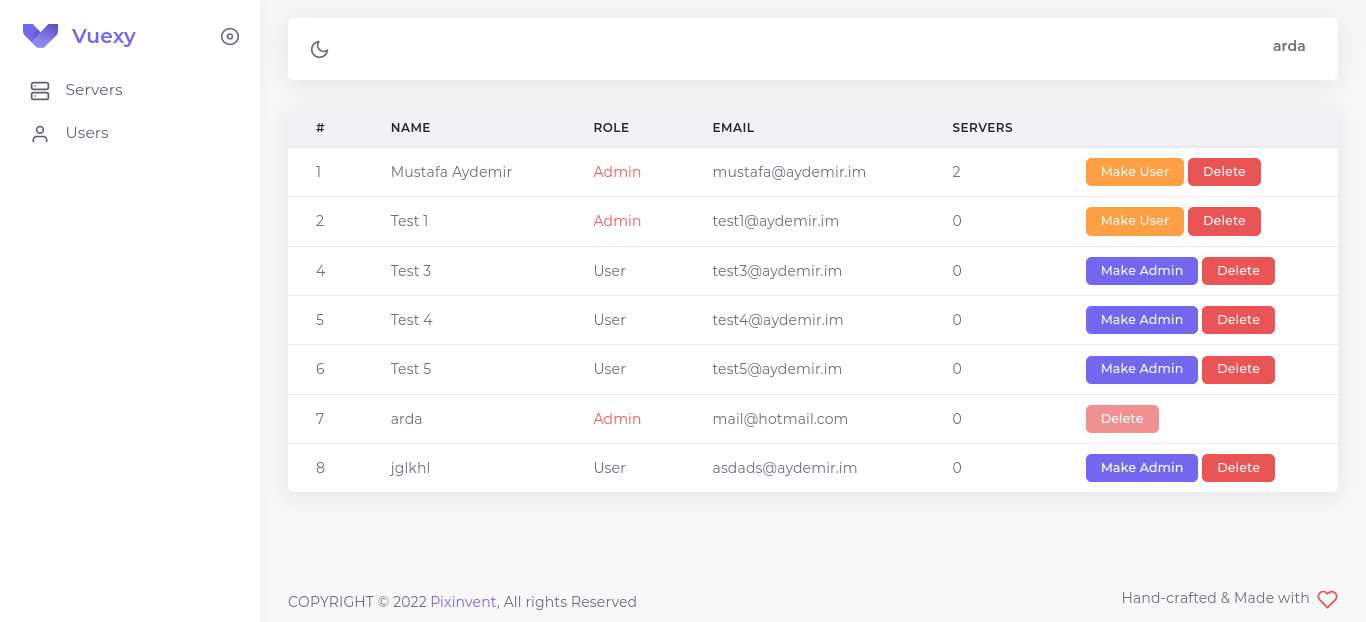 Vuexy
Servers
Users
arda
# NAME ROLE EMAIL SERVERS
1 Mustafa Aydemir Admin mustafa@aydemir.im 2 Make User Delete
2 Test 1 Admin test1@aydemir.im 0 Make User Delete
4 Test 3 User test3@aydemir.im 0 Make Admin Delete
5 Test 4 User test4@aydemir.im 0 Make Admin Delete
6 Test 5 User test5@aydemir.im 0 Make Admin Delete
7 arda Admin mail@hotmail.com 0 Delete
8 jglkhl User asdads@aydemir.im 0 Make Admin Delete
COPYRIGHT © 2022 Pixinvent, All rights Reserved
Hand-crafted & Made with